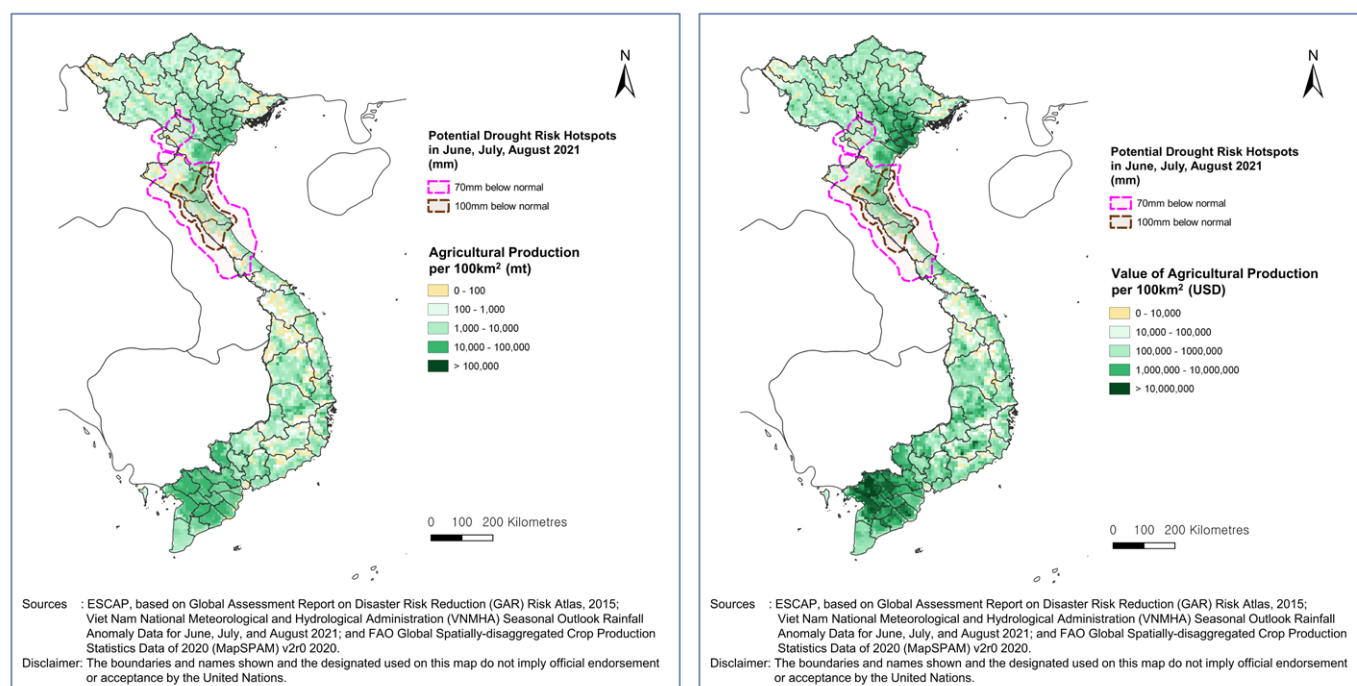 N
Potential Drought Risk Hotspots
in June, July, August 2021
(mm)
70mm below normal
100mm below normal
Agricultural Production
per 100km² (mt)
0 - 100
100 - 1,000
1,000 - 10,000
10,000 - 100,000
> 100,000
0 100 200 Kilometres
Sources : ESCAP, based on Global Assessment Report on Disaster Risk Reduction (GAR) Risk Atlas, 2015;
Viet Nam National Meteorological and Hydrological Administration (VNMHA) Seasonal Outlook Rainfall
Anomaly Data for June, July, and August 2021; and FAO Global Spatially-disaggregated Crop Production
Statistics Data of 2020 (MapSPAM) v2r0 2020.
Disclaimer: The boundaries and names shown and the designated used on this map do not imply official endorsement
or acceptance by the United Nations.
N
Potential Drought Risk Hotspots
in June, July, August 2021
(mm)
70mm below normal
100mm below normal
Value of Agricultural Production
per 100km² (USD)
0 - 10,000
10,000 - 100,000
100,000 - 1000,000
1,000,000 - 10,000,000
> 10,000,000
0 100 200 Kilometres
Sources : ESCAP, based on Global Assessment Report on Disaster Risk Reduction (GAR) Risk Atlas, 2015;
Viet Nam National Meteorological and Hydrological Administration (VNMHA) Seasonal Outlook Rainfall
Anomaly Data for June, July, and August 2021; and FAO Global Spatially-disaggregated Crop Production
Statistics Data of 2020 (MapSPAM) v2r0 2020.
Disclaimer: The boundaries and names shown and the designated used on this map do not imply official endorsement
or acceptance by the United Nations.